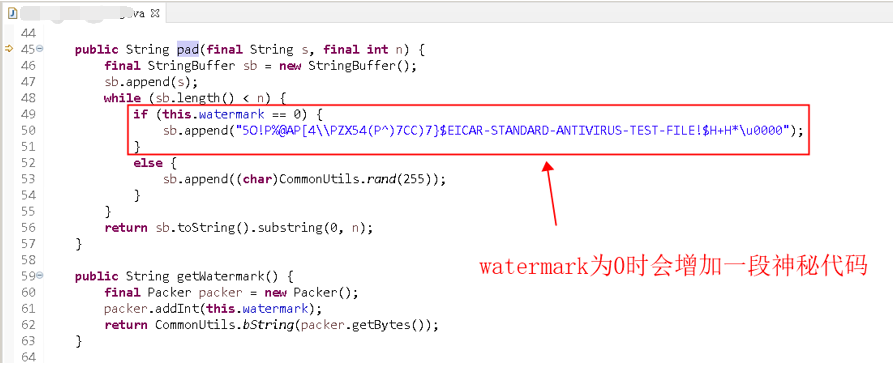 ava
44
45 public String pad(final String s, final int n) {
46 final StringBuffer sb = new StringBuffer();
47 sb.append(s);
48 while (sb.length() < n) {
49 if (this.watermark == 0) {
50 sb.append("5O!P%@AP[4\\PZX54(P^)7CC)7}$EICAR-STANDARD-ANTIVIRUS-TEST-FILE!$H+H*\u0000");
51 }
52 else {
53 sb.append((char)CommonUtils.rand(255));
54 }
55 }
56 return sb.toString().substring(0, n);
57 }
58
59 public String getWatermark() {
60 final Packer packer = new Packer();
61 packer.addInt(this.watermark);
62 return CommonUtils.bString(packer.getBytes());
63 }
64
watermark为0时会增加一段神秘代码